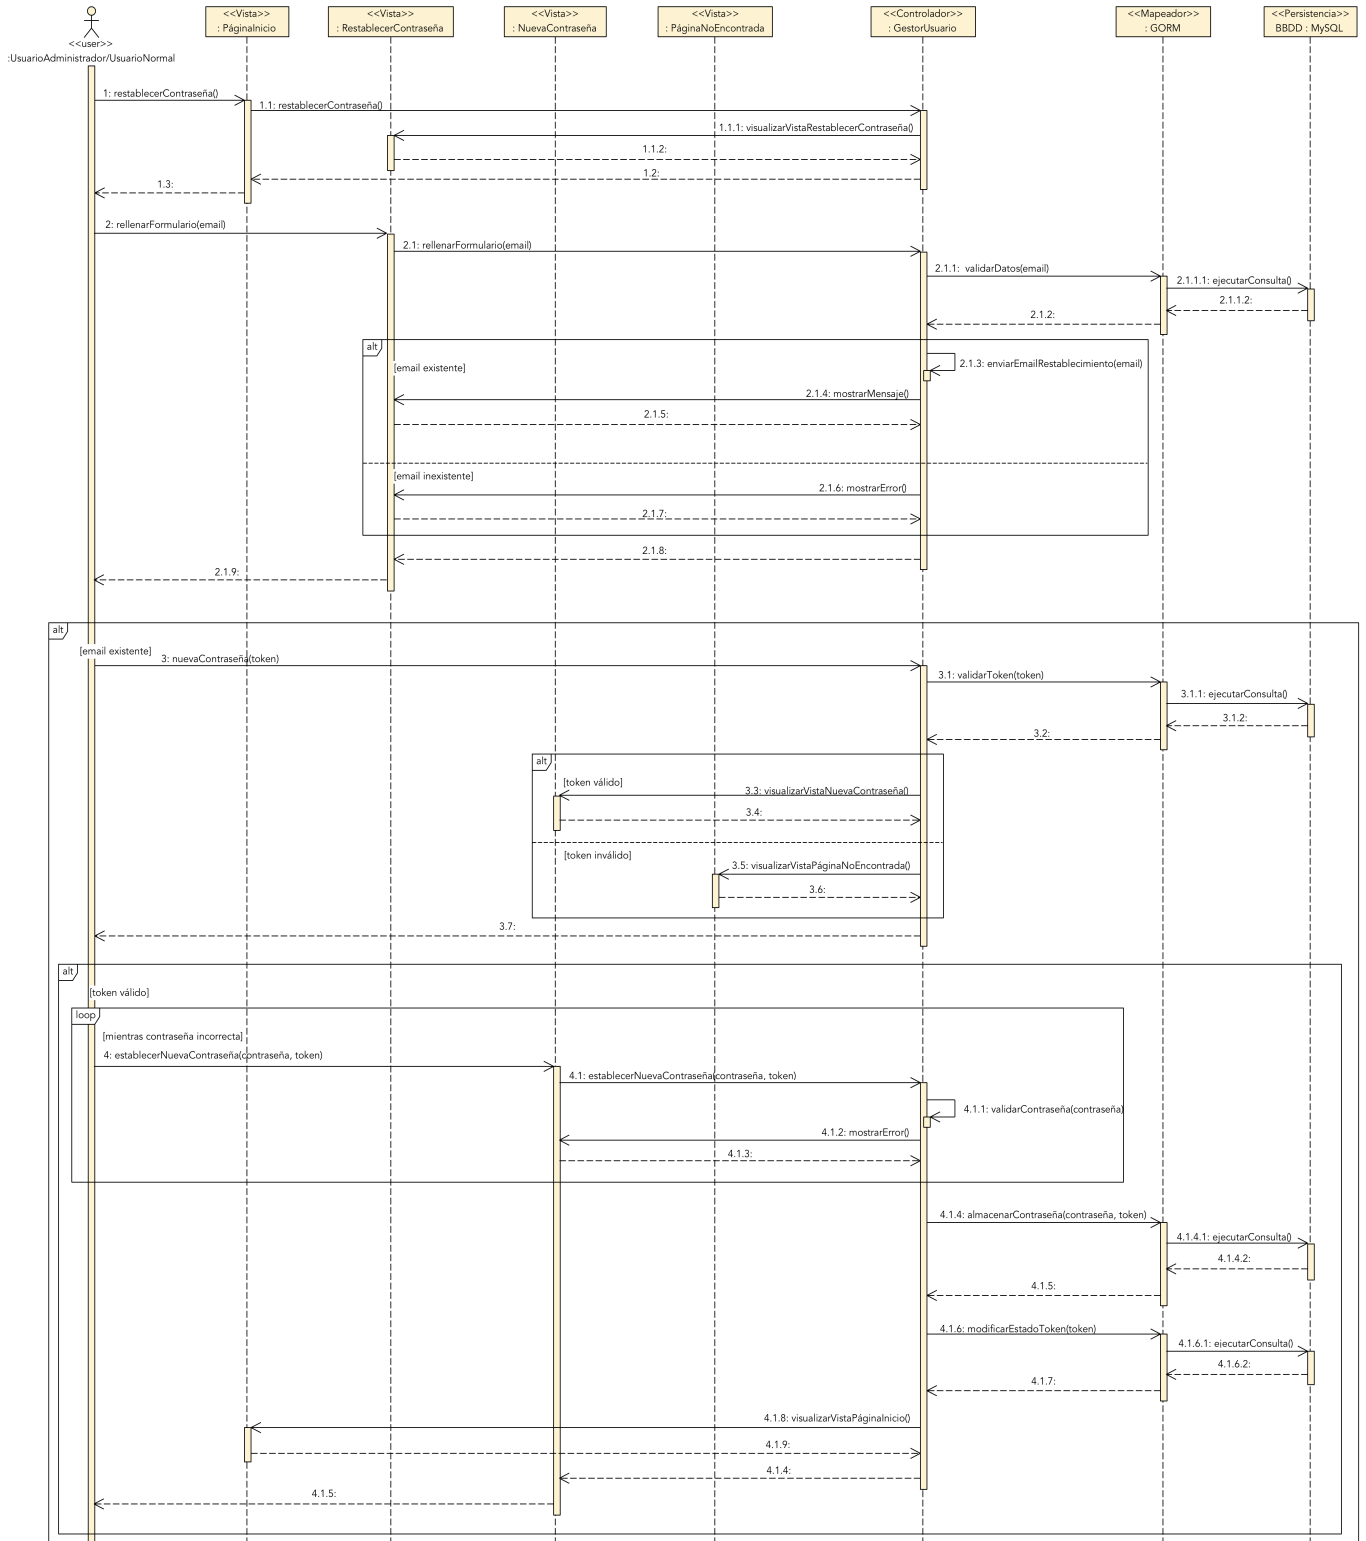 <<user>>
:UsuarioAdministrador/UsuarioNormal
<<Vista>>
: PáginaInicio
<<Vista>>
: RestablecerContraseña
<<Vista>>
: NuevaContraseña
<<Vista>>
: PáginaNoEncontrada
<<Controlador>>
: GestorUsuario
<<Mapeador>>
: GORM
<<Persistencia>>
BBDD : MySQL
1: restablecerContraseña()
1.1: restablecerContraseña()
1.1.1: visualizarVistaRestablecerContraseña()
1.1.2:
1.2:
1.3:
2: rellenarFormulario(email)
2.1: rellenarFormulario(email)
2.1.1:  validarDatos(email)
2.1.1.1: ejecutarConsulta()
2.1.1.2:
2.1.2:
alt
[email existente]
2.1.3: enviarEmailRestablecimiento(email)
2.1.4: mostrarMensaje()
2.1.5:
[email inexistente]
2.1.6: mostrarError()
2.1.7:
2.1.8:
2.1.9:
alt
[email existente]
3: nuevaContraseña(token)
3.1: validarToken(token)
3.1.1: ejecutarConsulta()
3.1.2:
3.2:
alt
[token válido]
3.3: visualizarVistaNuevaContraseña()
3.4:
[token inválido]
3.5: visualizarVistaPáginaNoEncontrada()
3.6:
3.7:
alt
[token válido]
loop
[mientras contraseña incorrecta]
4: establecerNuevaContraseña(contraseña, token)
4.1: establecerNuevaContraseña(contraseña, token)
4.1.1: validarContraseña(contraseña)
4.1.2: mostrarError()
4.1.3:
4.1.4: almacenarContraseña(contraseña, token)
4.1.4.1: ejecutarConsulta()
4.1.4.2:
4.1.5:
4.1.6: modificarEstadoToken(token)
4.1.6.1: ejecutarConsulta()
4.1.6.2:
4.1.7:
4.1.8: visualizarVistaPáginaInicio()
4.1.9:
4.1.4:
4.1.5: